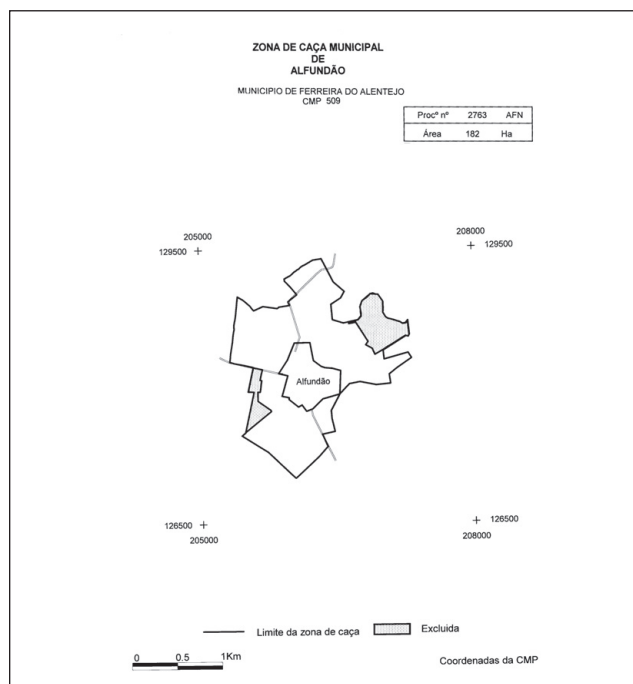 ZONA DE CAÇA MUNICIPAL
DE
ALFUNDÃO
MUNICIPIO DE FERREIRA DO ALENTEJO
CMP 509
Procº nº 2763 AFN
Área 182 Ha
205000
129500
208000
129500
Alfundão
126500
205000
126500
208000
Limite da zona de caça
Excluida
0 0.5 1Km
Coordenadas da CMP